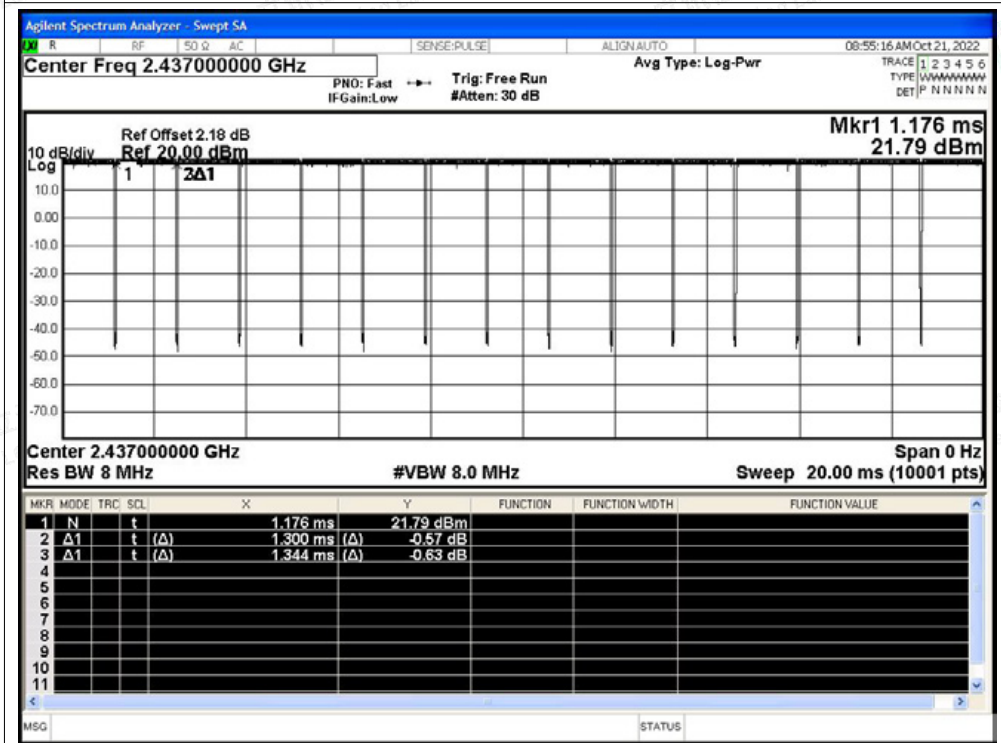 Agilent Spectrum Analyzer - Swept SA
LXI R RF 50 Ω AC SENSE:PULSE ALIGN AUTO 08:55:16 AM Oct 21, 2022
Center Freq 2.437000000 GHz
PNO: Fast
IFGain:Low
Trig: Free Run
#Atten: 30 dB
Avg Type: Log-Pwr
TRACE 1 2 3 4 5 6
TYPE WWWWWW
DET P N N N N N
Mkr1 1.176 ms
21.79 dBm
Ref Offset 2.18 dB
10 dB/div Ref 20.00 dBm
Log
1 3Δ1
10.0
0.00
-10.0
-20.0
-30.0
-40.0
-50.0
-60.0
-70.0
Center 2.437000000 GHz Span 0 Hz
Res BW 8 MHz #VBW 8.0 MHz Sweep 20.00 ms (10001 pts)
MKR MODE TRC SCL X Y FUNCTION FUNCTION WIDTH FUNCTION VALUE
1 N t 1.176 ms 21.79 dBm
2 Δ1 t (Δ) 1.300 ms (Δ) -0.57 dB
3 Δ1 t (Δ) 1.344 ms (Δ) -0.63 dB
4
5
6
7
8
9
10
11
MSG STATUS